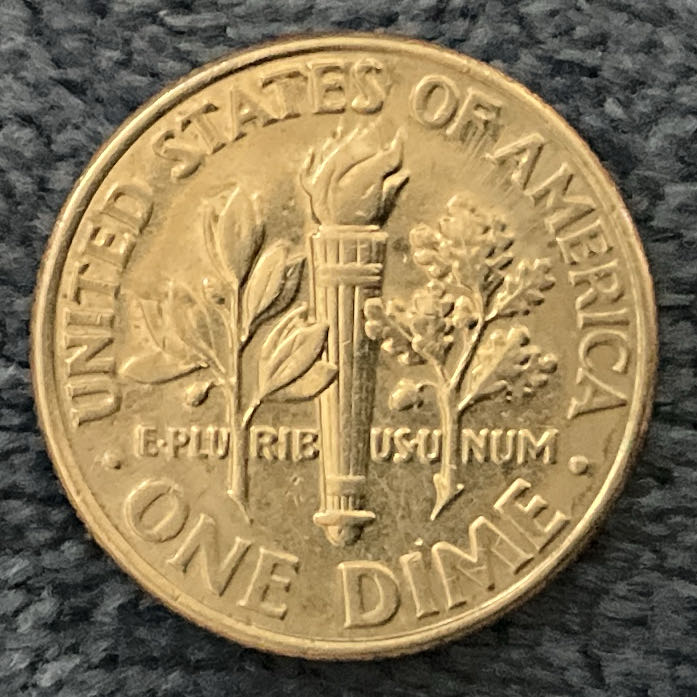 UNITED STATES OF AMERICA
E·PLURIBUS·UNUM
· ONE DIME ·